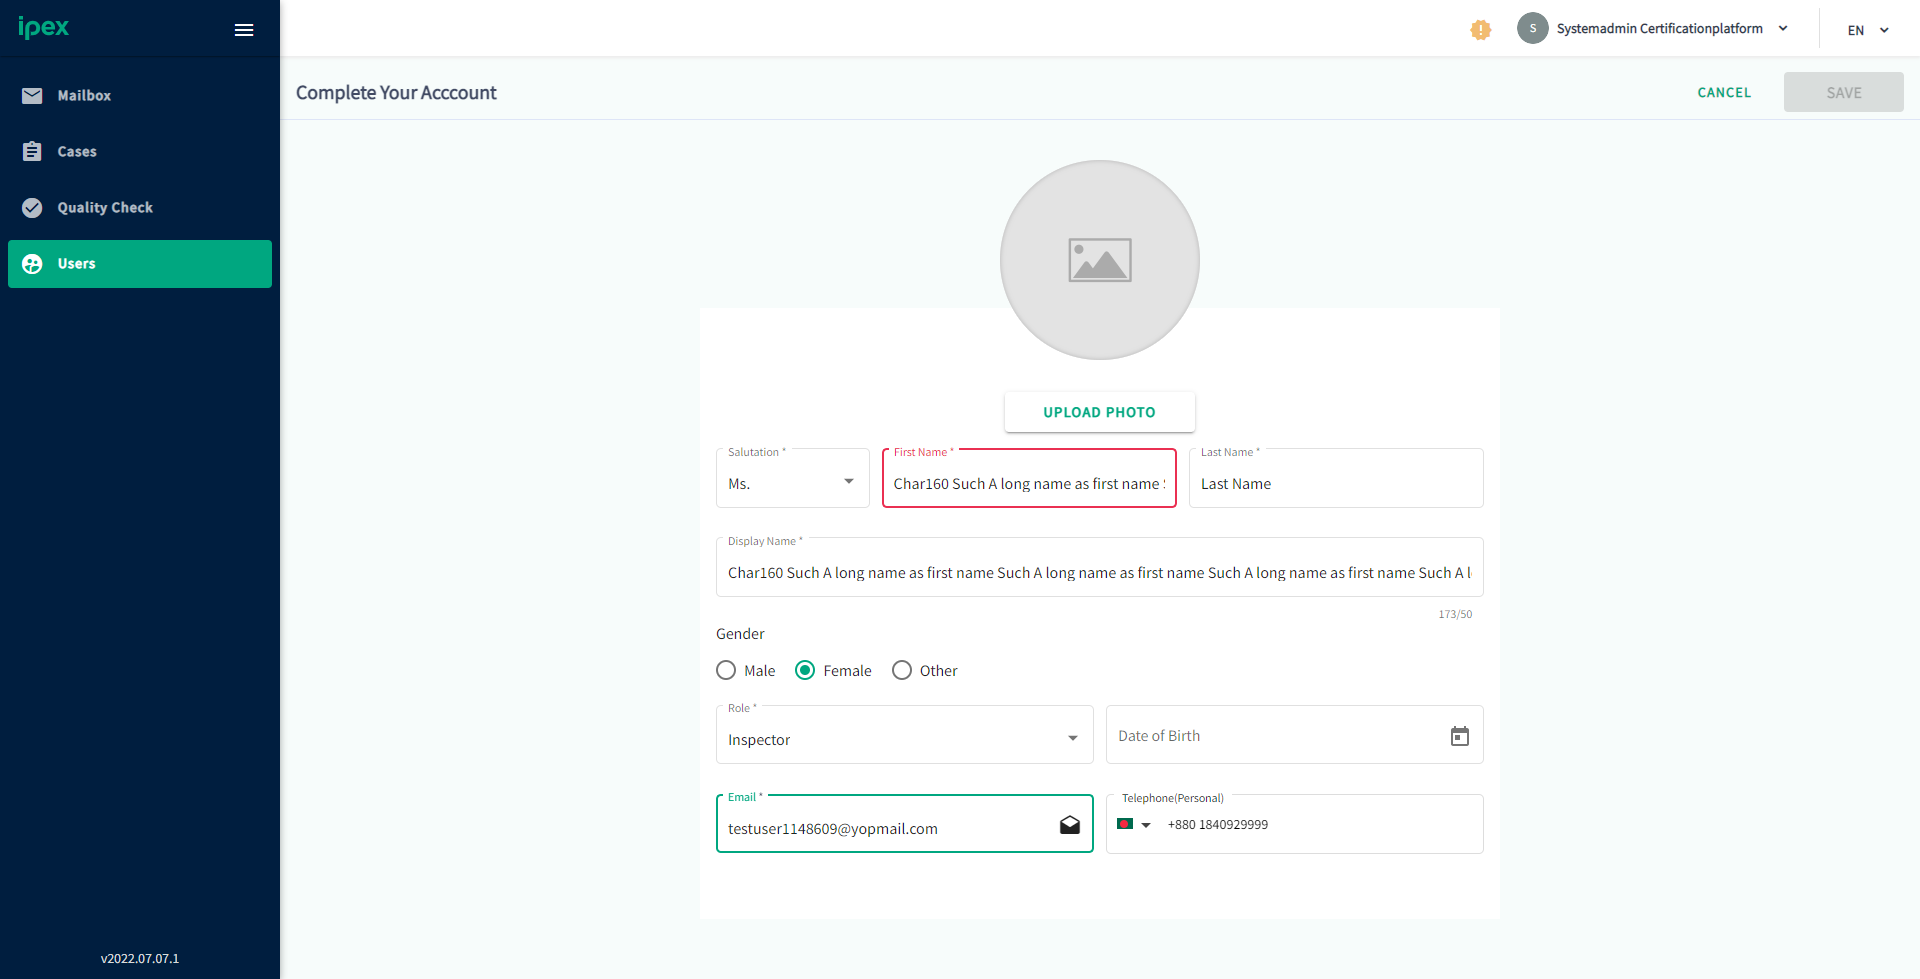 ipex
Mailbox
Cases
Quality Check
Users
v2022.07.07.1
S
Systemadmin Certificationplatform
EN
Complete Your Acccount
CANCEL
SAVE
UPLOAD PHOTO
Salutation *
Ms.
First Name *
Char160 Such A long name as first name
Last Name *
Last Name
Display Name *
Char160 Such A long name as first name Such A long name as first name Such A long name as first name Such A
173/50
Gender
Male
Female
Other
Role *
Inspector
Date of Birth
Email *
testuser1148609@yopmail.com
Telephone(Personal)
+880 1840929999